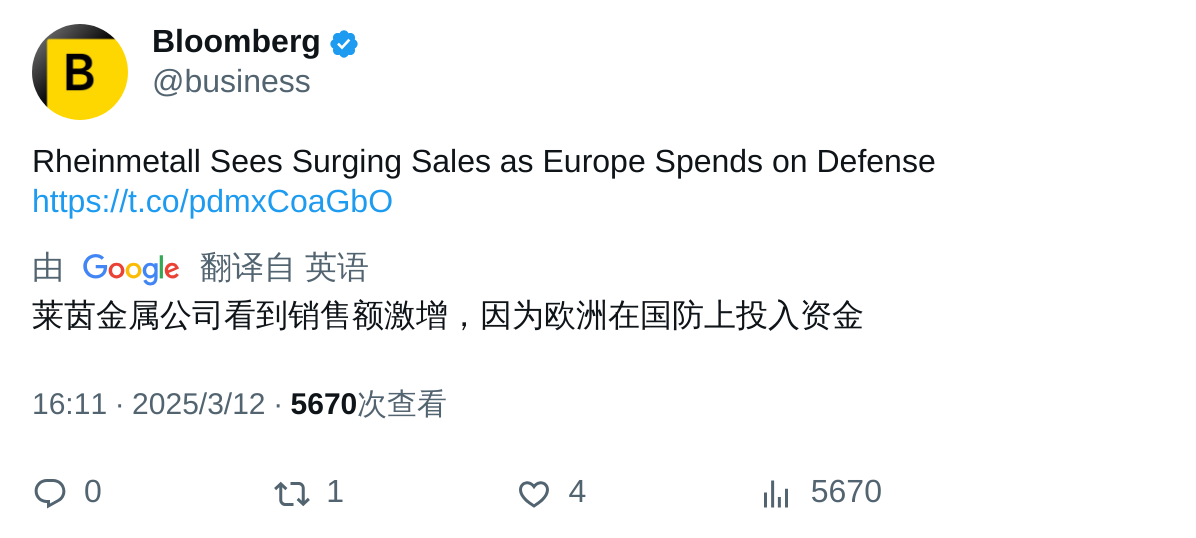 B
Bloomberg
@business
Rheinmetall Sees Surging Sales as Europe Spends on Defense
https://t.co/pdmxCoaGbO
由 Google 翻译自 英语
莱茵金属公司看到销售额激增，因为欧洲在国防上投入资金
16:11 · 2025/3/12 · 5670次查看
0 1 4 5670